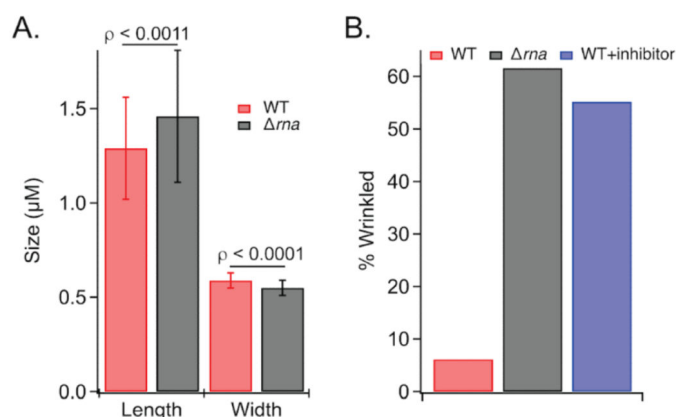 A.
ρ < 0.0011
WT
Δrna
ρ < 0.0001
Size (µM)
1.5
1.0
0.5
0.0
Length
Width
B.
WT
Δrna
WT+inhibitor
% Wrinkled
60
50
40
30
20
10
0